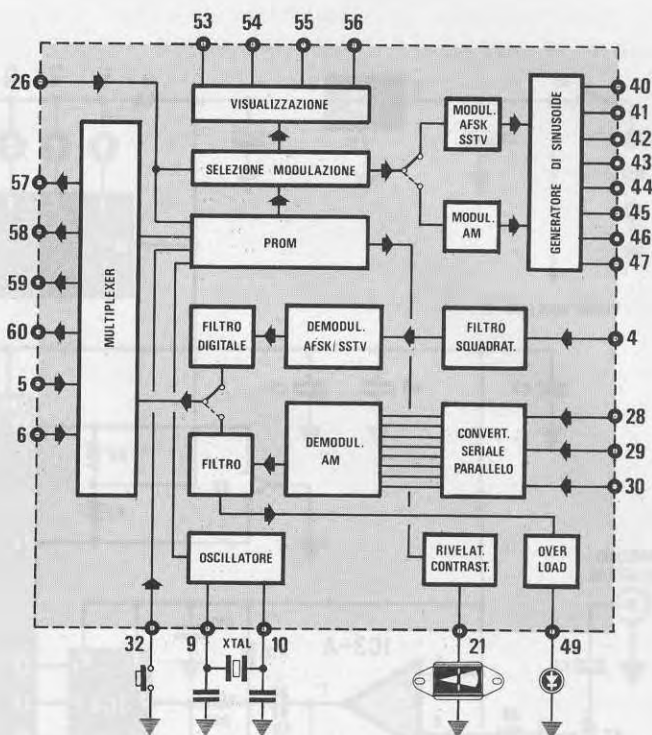 53 54 55 56
26
VISUALIZZAZIONE
MODUL.
AFSK
SSTV
SELEZIONE MODULAZIONE
MODUL.
AM
GENERATORE DI SINUSOIDE
40
41
42
43
44
45
46
47
57
58
59
60
5
6
MULTIPLEXER
PROM
FILTRO
DIGITALE
DEMODUL.
AFSK/SSTV
FILTRO
SQUADRAT.
4
FILTRO
DEMODUL.
AM
CONVERT.
SERIALE
PARALLELO
28
29
30
OSCILLATORE
RIVELAT.
CONTRAST.
OVER
LOAD
32 9 XTAL 10 21 49